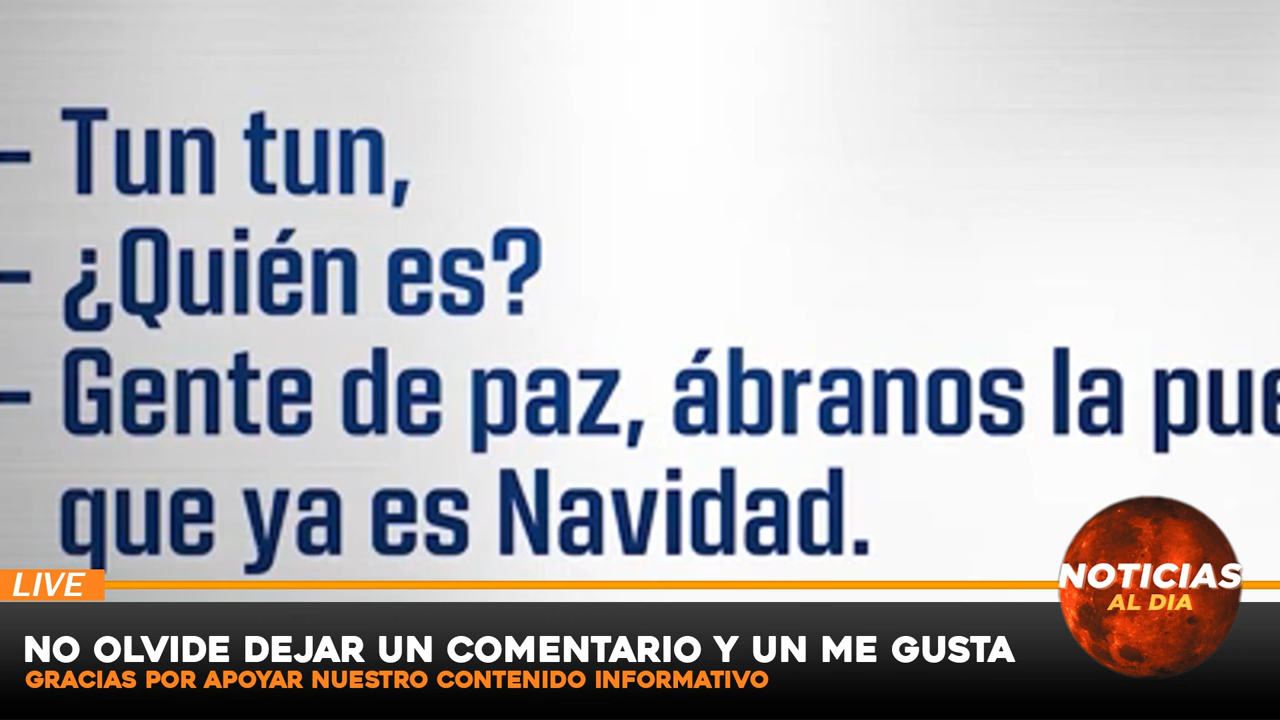 - Tun tun,
- ¿Quién es?
- Gente de paz, ábranos la pue
que ya es Navidad.
LIVE
NOTICIAS
AL DIA
NO OLVIDE DEJAR UN COMENTARIO Y UN ME GUSTA
GRACIAS POR APOYAR NUESTRO CONTENIDO INFORMATIVO